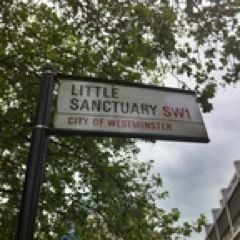 LITTLE
SANCTUARY SW1
CITY OF WESTMINSTER